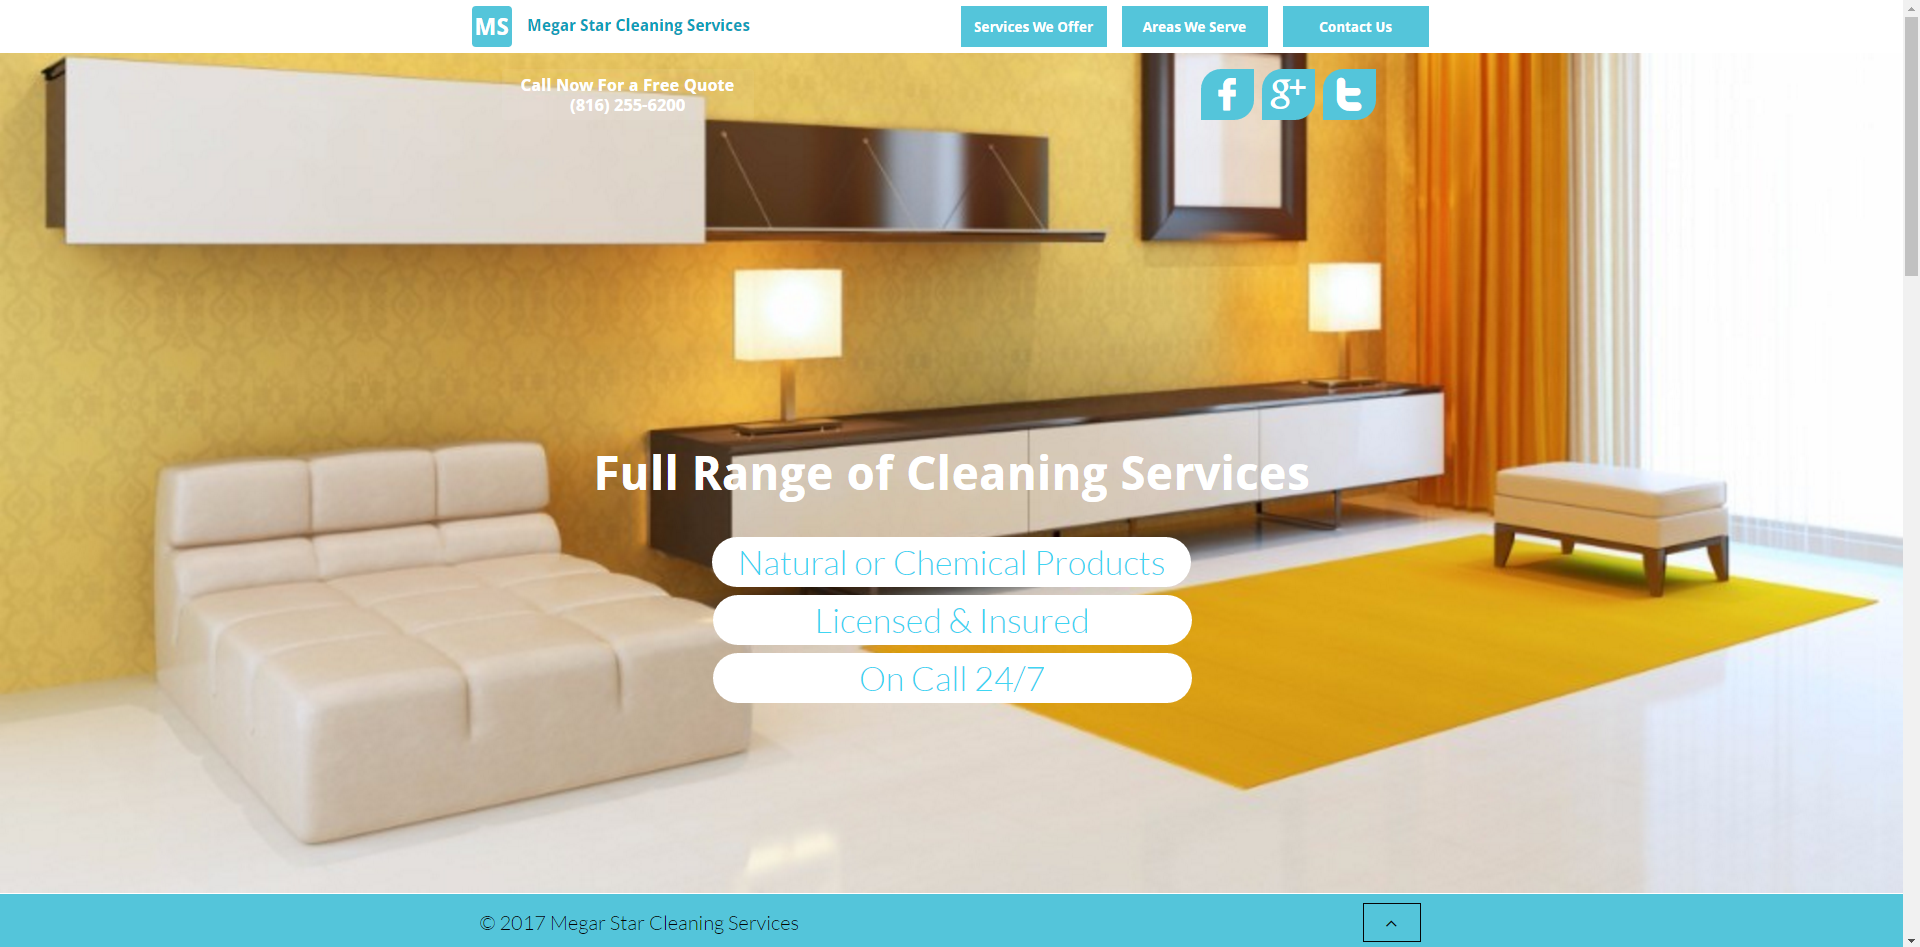 MS
Megar Star Cleaning Services
Services We Offer
Areas We Serve
Contact Us
Call Now For a Free Quote
(816) 255-6200
f
g+
t
Full Range of Cleaning Services
Natural or Chemical Products
Licensed & Insured
On Call 24/7
© 2017 Megar Star Cleaning Services